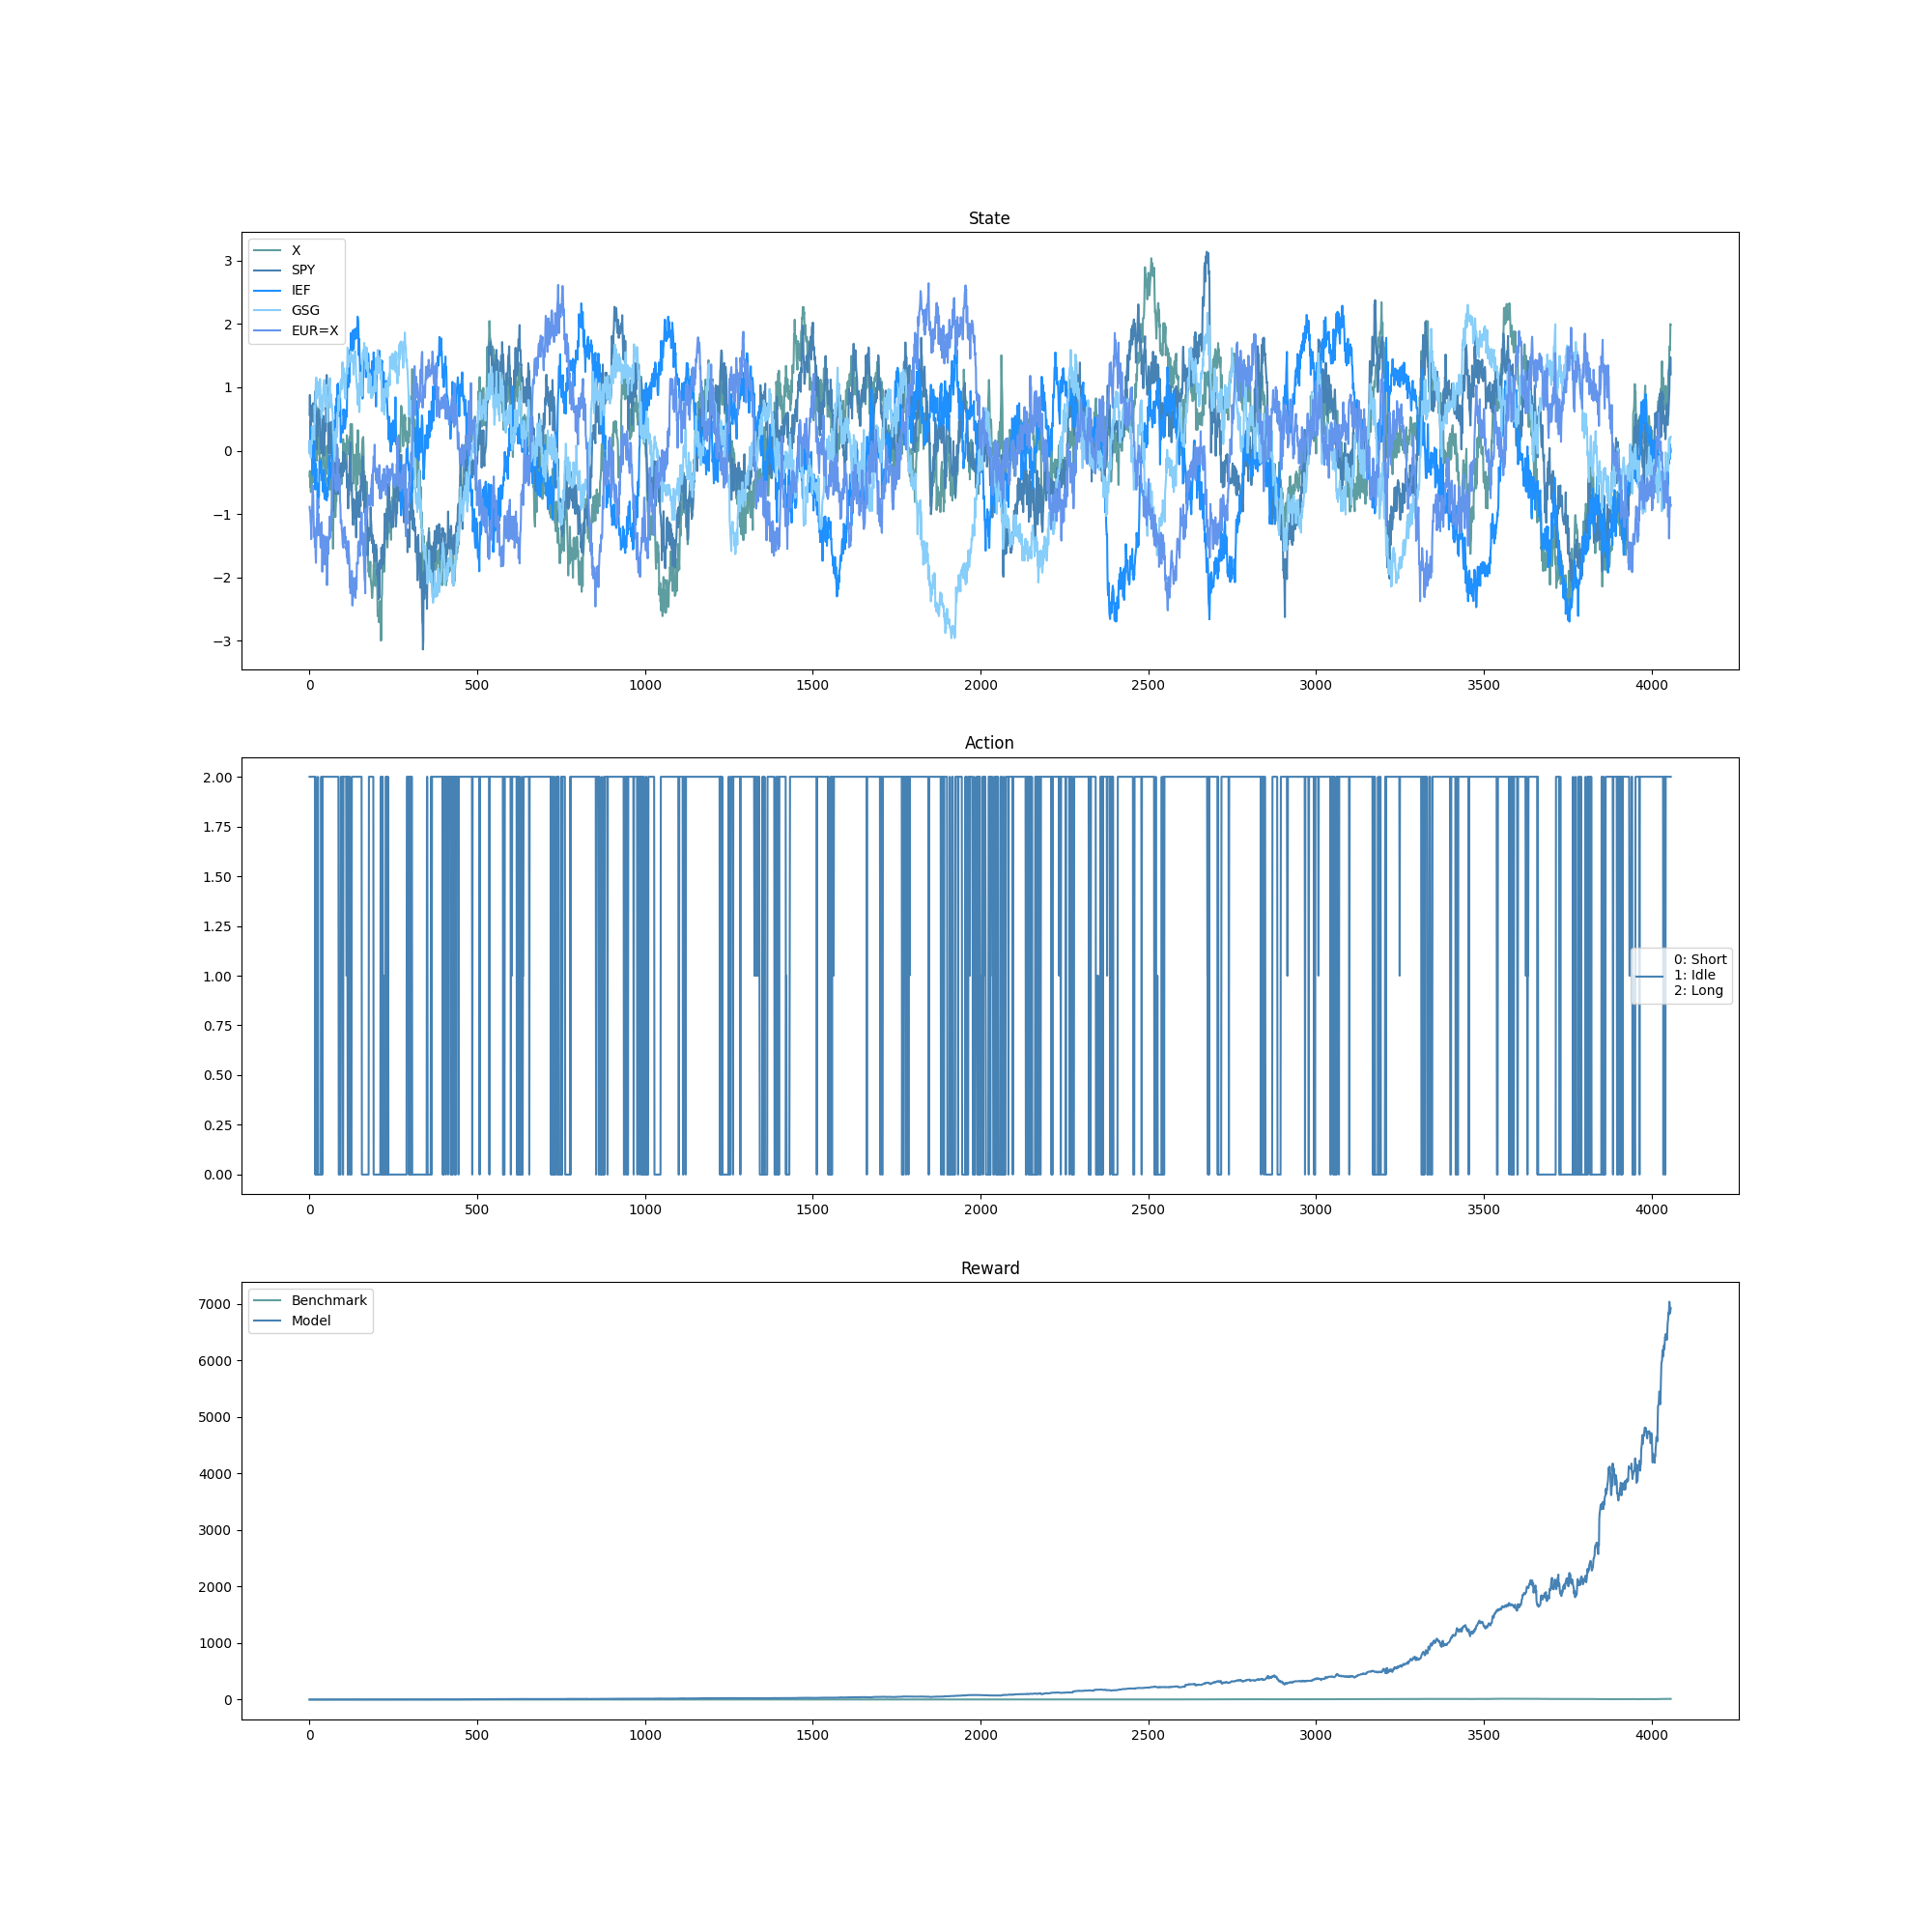 State
X
SPY
IEF
GSG
EUR=X
3
2
1
0
−1
−2
−3
0 500 1000 1500 2000 2500 3000 3500 4000
Action
2.00
1.75
1.50
1.25
1.00
0.75
0.50
0.25
0.00
0: Short
1: Idle
2: Long
0 500 1000 1500 2000 2500 3000 3500 4000
Reward
Benchmark
Model
7000
6000
5000
4000
3000
2000
1000
0
0 500 1000 1500 2000 2500 3000 3500 4000